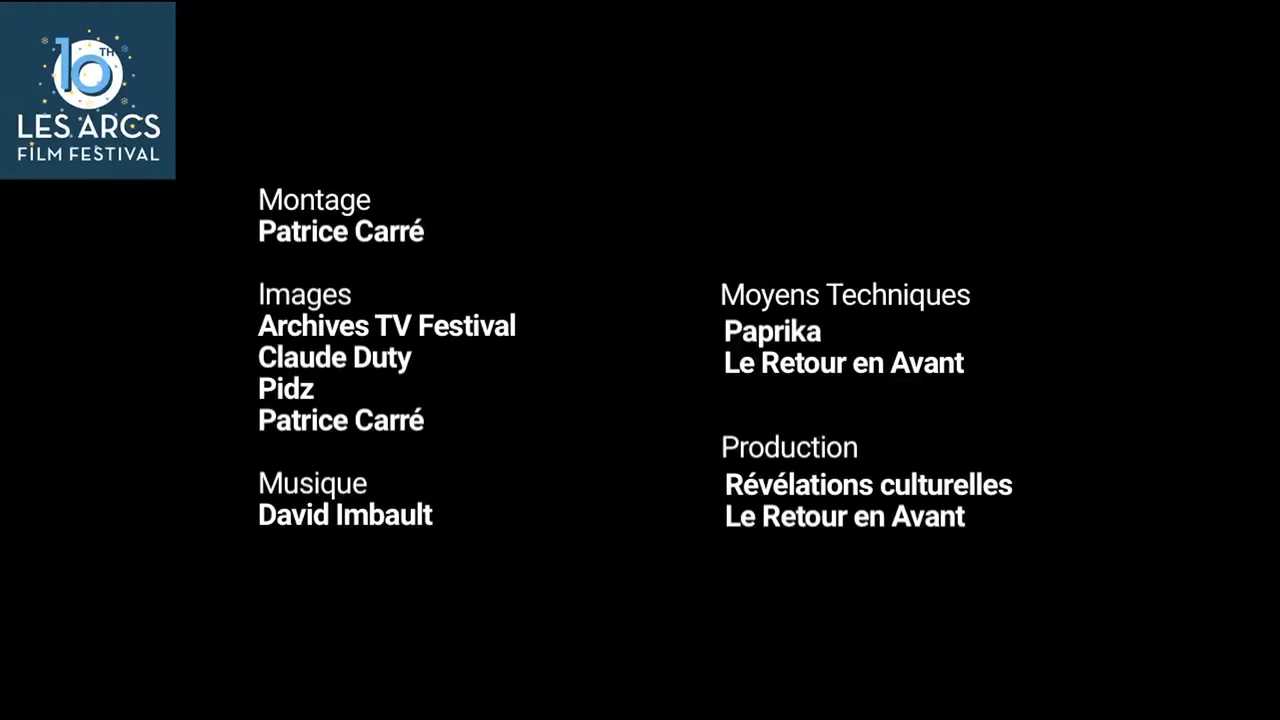 10TH
LES ARCS
FILM FESTIVAL
Montage
Patrice Carré
Images
Archives TV Festival
Claude Duty
Pidz
Patrice Carré
Musique
David Imbault
Moyens Techniques
Paprika
Le Retour en Avant
Production
Révélations culturelles
Le Retour en Avant